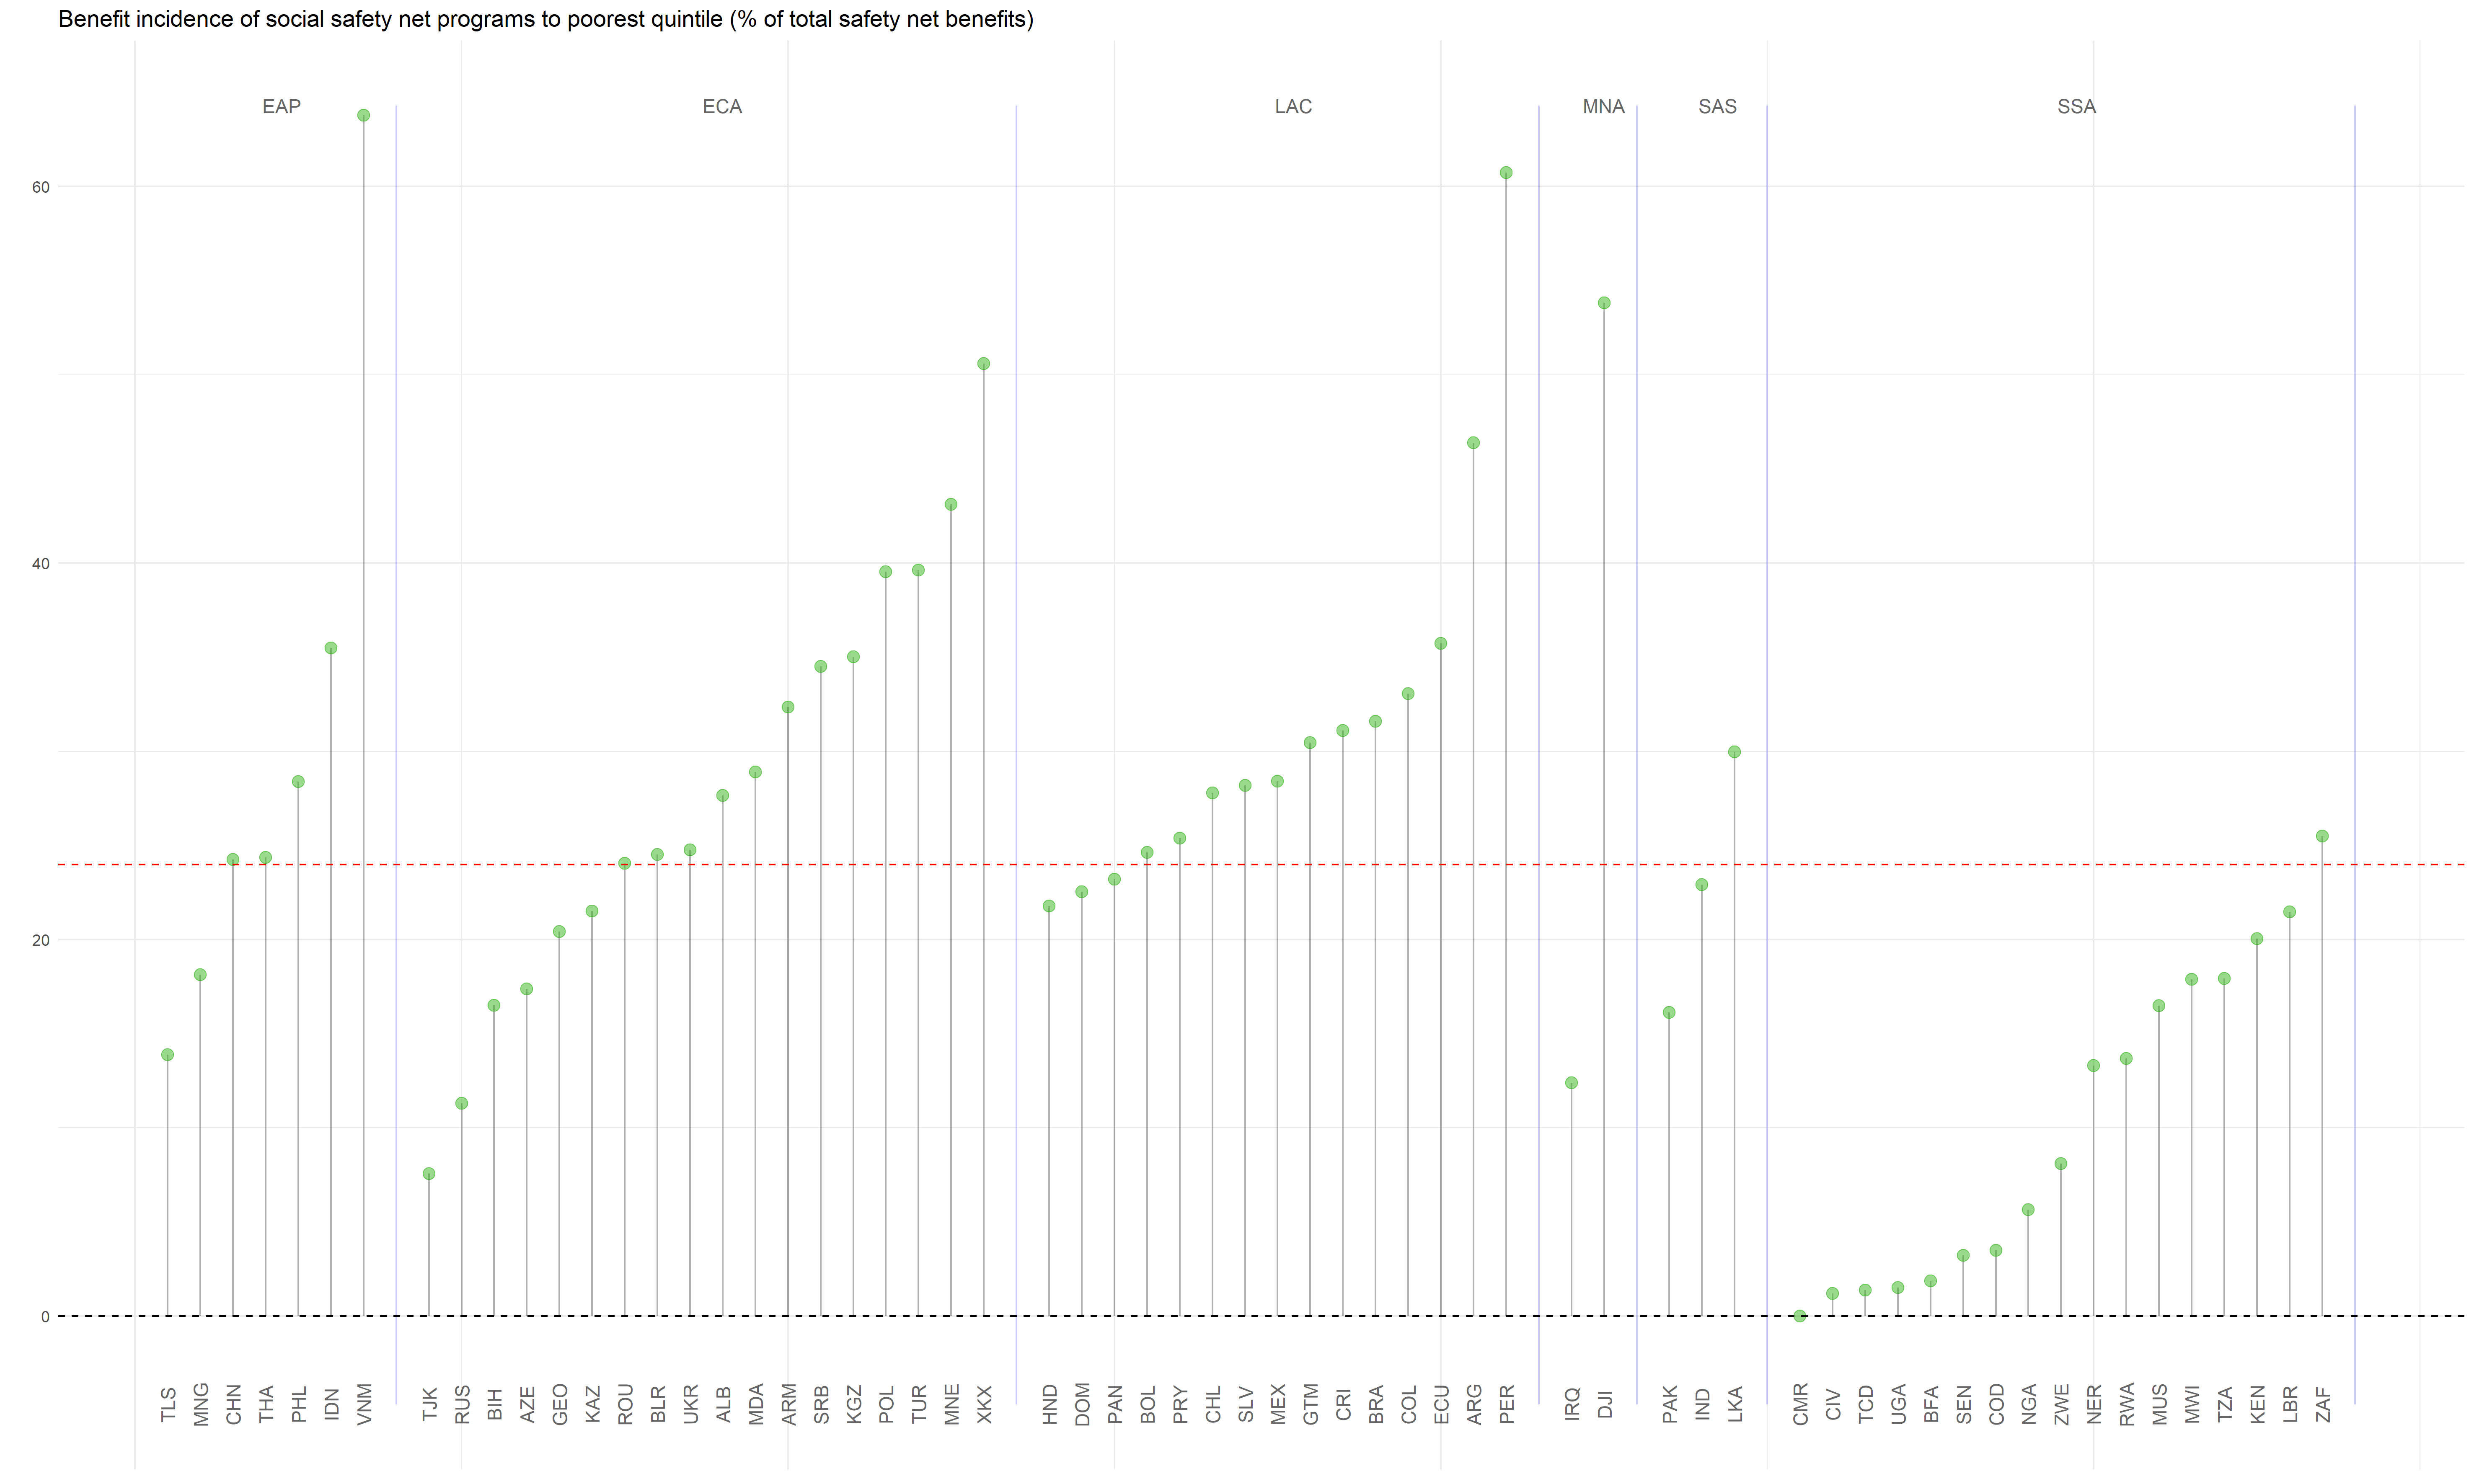 Benefit incidence of social safety net programs to poorest quintile (% of total safety net benefits)
EAP ECA LAC MNA SAS SSA
60
40
20
0
TLS MNG CHN THA PHL IDN VNM TJK RUS BIH AZE GEO KAZ ROU BLR UKR ALB MDA ARM SRB KGZ POL TUR MNE XKX HND DOM PAN BOL PRY CHL SLV MEX GTM CRI BRA COL ECU ARG PER IRQ DJI PAK IND LKA CMR CIV TCD UGA BFA SEN COD NGA ZWE NER RWA MUS MWI TZA KEN LBR ZAF